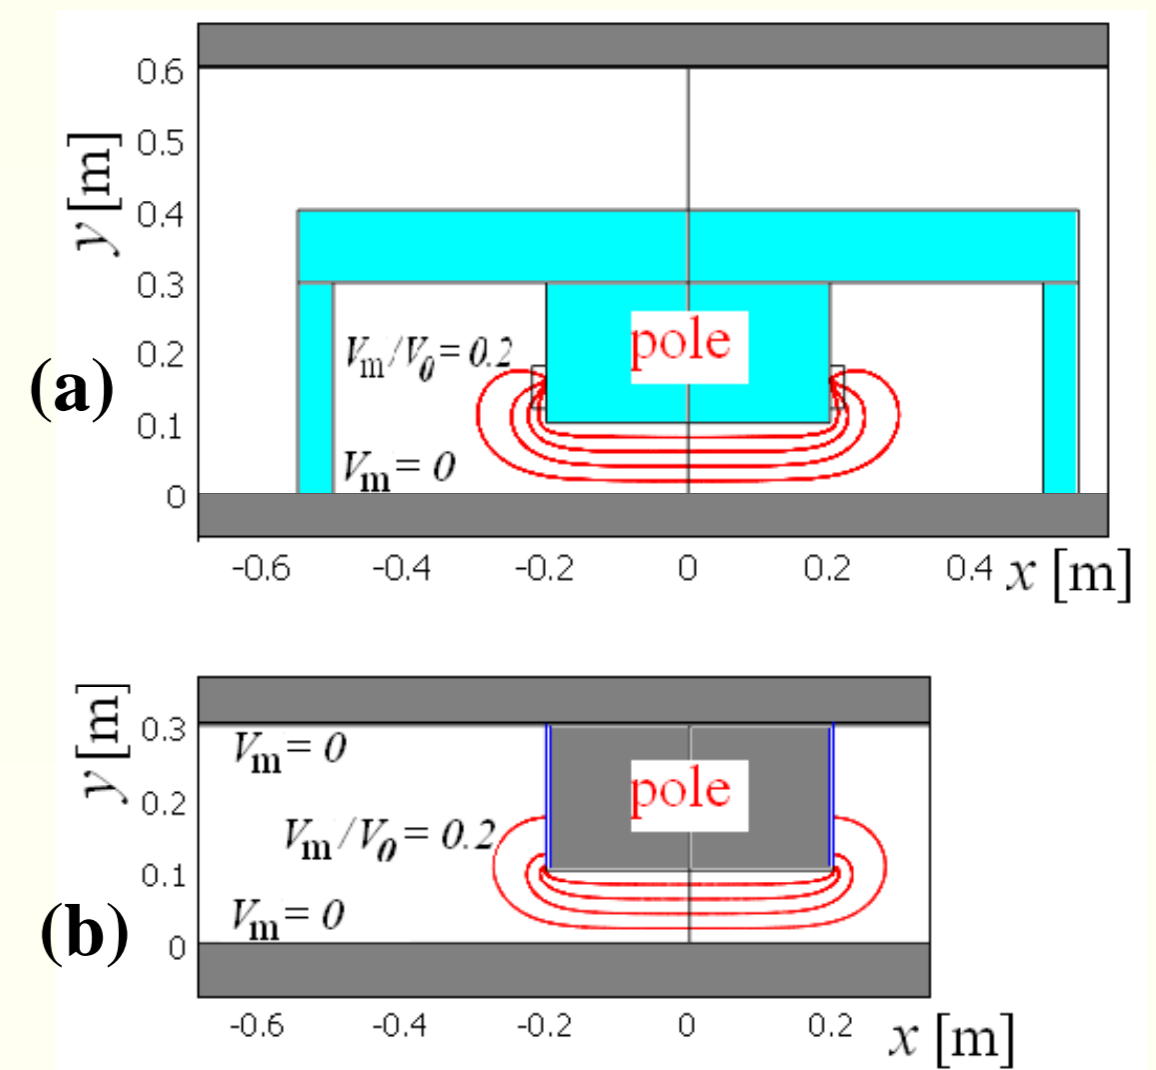 (a)
y [m]
0.6
0.5
0.4
0.3
0.2
0.1
0
pole
Vm/V0 = 0.2
Vm = 0
-0.6 -0.4 -0.2 0 0.2 0.4 x [m]
(b)
y [m]
0.3
0.2
0.1
0
Vm = 0
pole
Vm/V0 = 0.2
Vm = 0
-0.6 -0.4 -0.2 0 0.2 x [m]